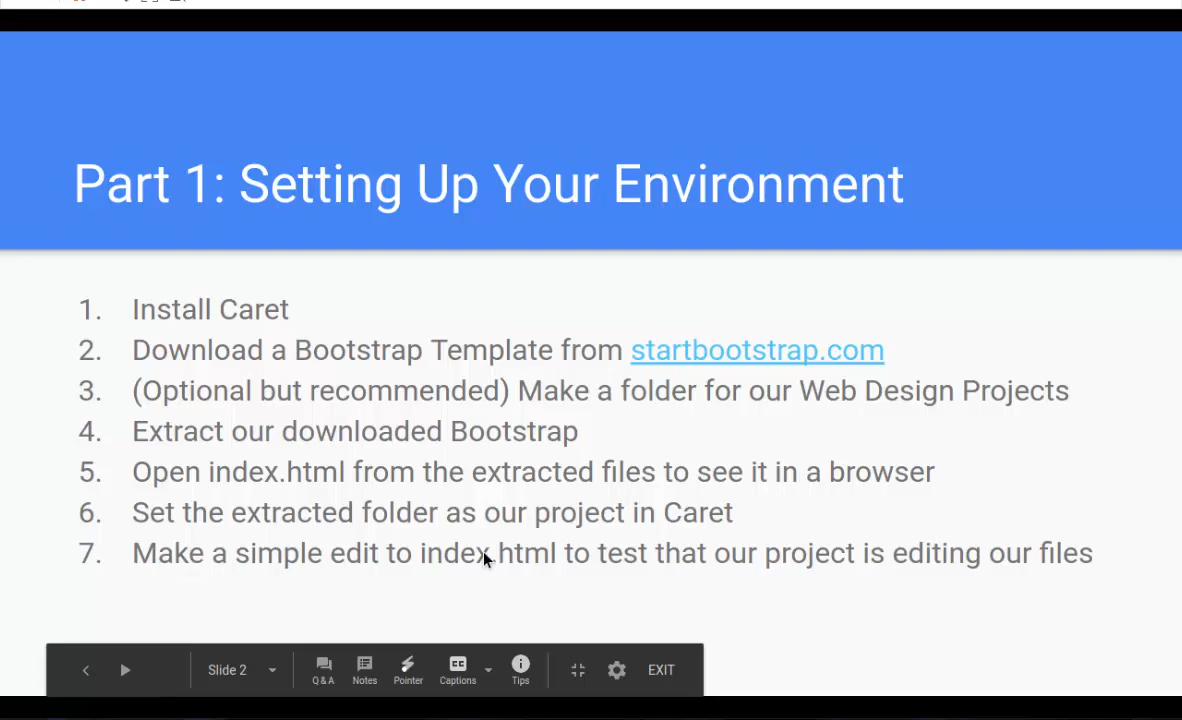 Part 1: Setting Up Your Environment
1. Install Caret
2. Download a Bootstrap Template from startbootstrap.com
3. (Optional but recommended) Make a folder for our Web Design Projects
4. Extract our downloaded Bootstrap
5. Open index.html from the extracted files to see it in a browser
6. Set the extracted folder as our project in Caret
7. Make a simple edit to index.html to test that our project is editing our files
Slide 2
Q & A
Notes
Pointer
CC
Captions
Tips
EXIT